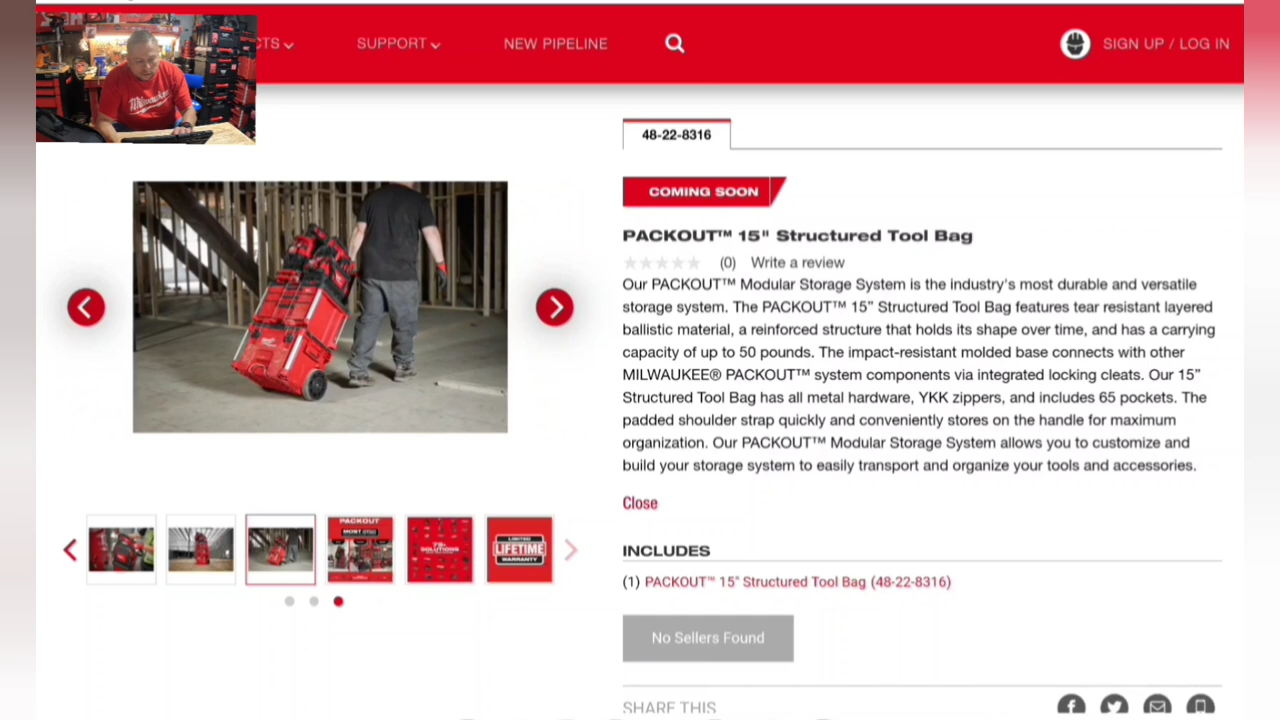 CTS
SUPPORT
NEW PIPELINE
SIGN UP / LOG IN
Milwaukee
48-22-8316
COMING SOON
PACKOUT™ 15" Structured Tool Bag
(0) Write a review
Our PACKOUT™ Modular Storage System is the industry's most durable and versatile
storage system. The PACKOUT™ 15” Structured Tool Bag features tear resistant layered
ballistic material, a reinforced structure that holds its shape over time, and has a carrying
capacity of up to 50 pounds. The impact-resistant molded base connects with other
MILWAUKEE® PACKOUT™ system components via integrated locking cleats. Our 15”
Structured Tool Bag has all metal hardware, YKK zippers, and includes 65 pockets. The
padded shoulder strap quickly and conveniently stores on the handle for maximum
organization. Our PACKOUT™ Modular Storage System allows you to customize and
build your storage system to easily transport and organize your tools and accessories.
Close
INCLUDES
(1) PACKOUT™ 15" Structured Tool Bag (48-22-8316)
No Sellers Found
SHARE THIS
PACKOUT
MOST
SOLUTIONS
LIMITED
LIFETIME
WARRANTY